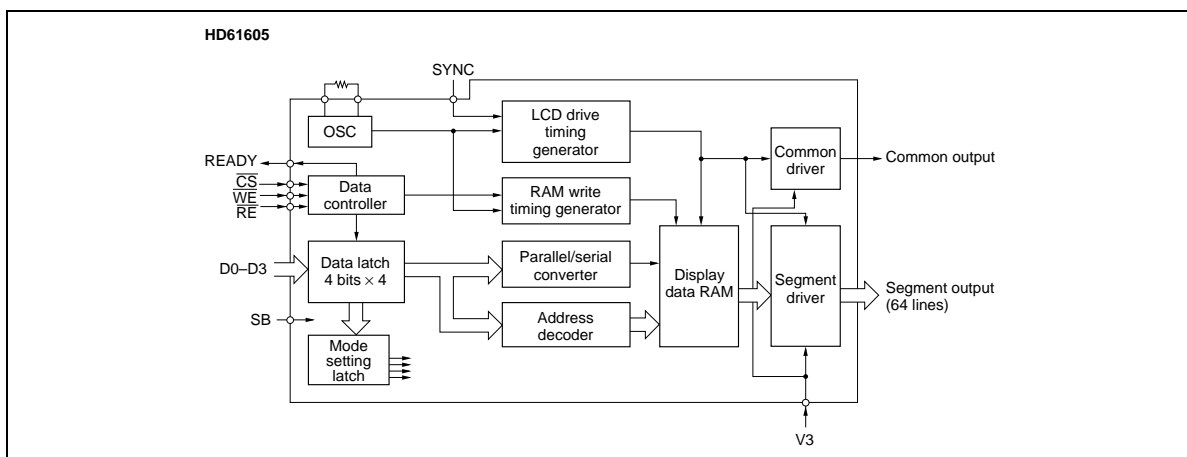 HD61605
SYNC
OSC
LCD drive
timing
generator
Common
driver
Common output
READY
CS
WE
RE
Data
controller
RAM write
timing generator
D0–D3
Data latch
4 bits × 4
Parallel/serial
converter
Display
data RAM
Segment
driver
Segment output
(64 lines)
SB
Address
decoder
Mode
setting
latch
V3